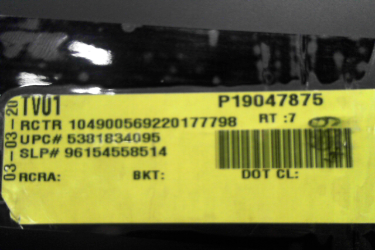 TV01 P19047875
RCTR 104900569220177798 RT :7
UPC# 5381834095
SLP# 96154558514
RCRA: BKT: DOT CL:
03-03-20